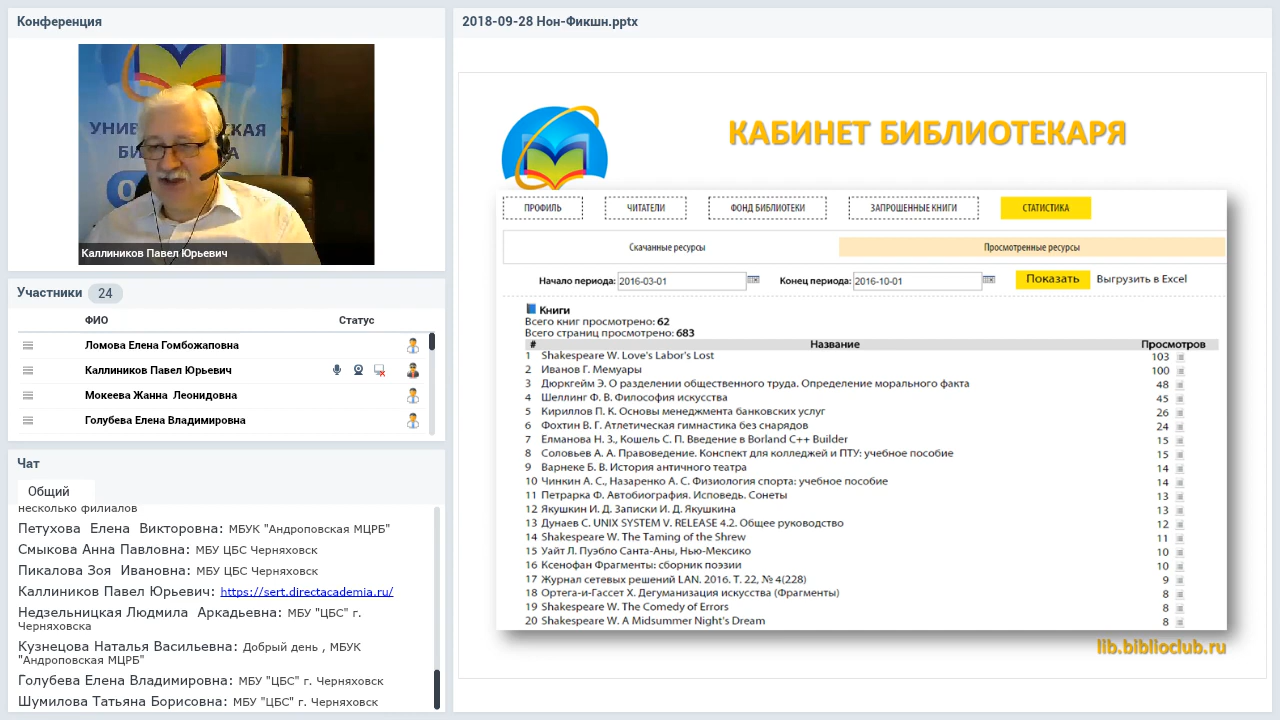 Конференция
УНИВ СКАЯ
БИ КА
О
Каллиников Павел Юрьевич
Участники 24
ФИО Статус
Ломова Елена Гомбожаповна
Каллиников Павел Юрьевич
Мокеева Жанна Леонидовна
Голубева Елена Владимировна
Чат
Общий
несколько филиалов
Петухова Елена Викторовна: МБУК "Андроповская МЦРБ"
Смыкова Анна Павловна: МБУ ЦБС Черняховск
Пикалова Зоя Ивановна: МБУ ЦБС Черняховск
Каллиников Павел Юрьевич: https://sert.directacademia.ru/
Недзельницкая Людмила Аркадьевна: МБУ "ЦБС" г.
Черняховска
Кузнецова Наталья Васильевна: Добрый день , МБУК
"Андроповская МЦРБ"
Голубева Елена Владимировна: МБУ "ЦБС" г. Черняховск
Шумилова Татьяна Борисовна: МБУ "ЦБС" г. Черняховск
2018-09-28 Нон-Фикшн.pptx
КАБИНЕТ БИБЛИОТЕКАРЯ
ПРОФИЛЬ ЧИТАТЕЛИ ФОНД БИБЛИОТЕКИ ЗАПРОШЕННЫЕ КНИГИ СТАТИСТИКА
Скачанные ресурсы Просмотренные ресурсы
Начало периода: 2016-03-01 Конец периода: 2016-10-01 Показать Выгрузить в Excel
Книги
Всего книг просмотрено: 62
Всего страниц просмотрено: 683
# Название Просмотров
1 Shakespeare W. Love's Labor's Lost 103
2 Иванов Г. Мемуары 100
3 Дюркгейм Э. О разделении общественного труда. Определение морального факта 48
4 Шеллинг Ф. В. Философия искусства 45
5 Кириллов П. К. Основы менеджмента банковских услуг 26
6 Фохтин В. Г. Атлетическая гимнастика без снарядов 24
7 Елманова Н. З., Кошель С. П. Введение в Borland C++ Builder 15
8 Соловьев А. А. Правоведение. Конспект для колледжей и ПТУ: учебное пособие 15
9 Варнеке Б. В. История античного театра 14
10 Чинкин А. С., Назаренко А. С. Физиология спорта: учебное пособие 14
11 Петрарка Ф. Автобиография. Исповедь. Сонеты 13
12 Якушкин И. Д. Записки И. Д. Якушкина 13
13 Дунаев С. UNIX SYSTEM V. RELEASE 4.2. Общее руководство 12
14 Shakespeare W. The Taming of the Shrew 11
15 Уайт Л. Пуэбло Санта-Аны, Нью-Мексико 10
16 Ксенофан Фрагменты: сборник поэзии 10
17 Журнал сетевых решений LAN. 2016. Т. 22, № 4(228) 9
18 Ортега-и-Гассет Х. Дегуманизация искусства (Фрагменты) 8
19 Shakespeare W. The Comedy of Errors 8
20 Shakespeare W. A Midsummer Night's Dream 8
lib.biblioclub.ru